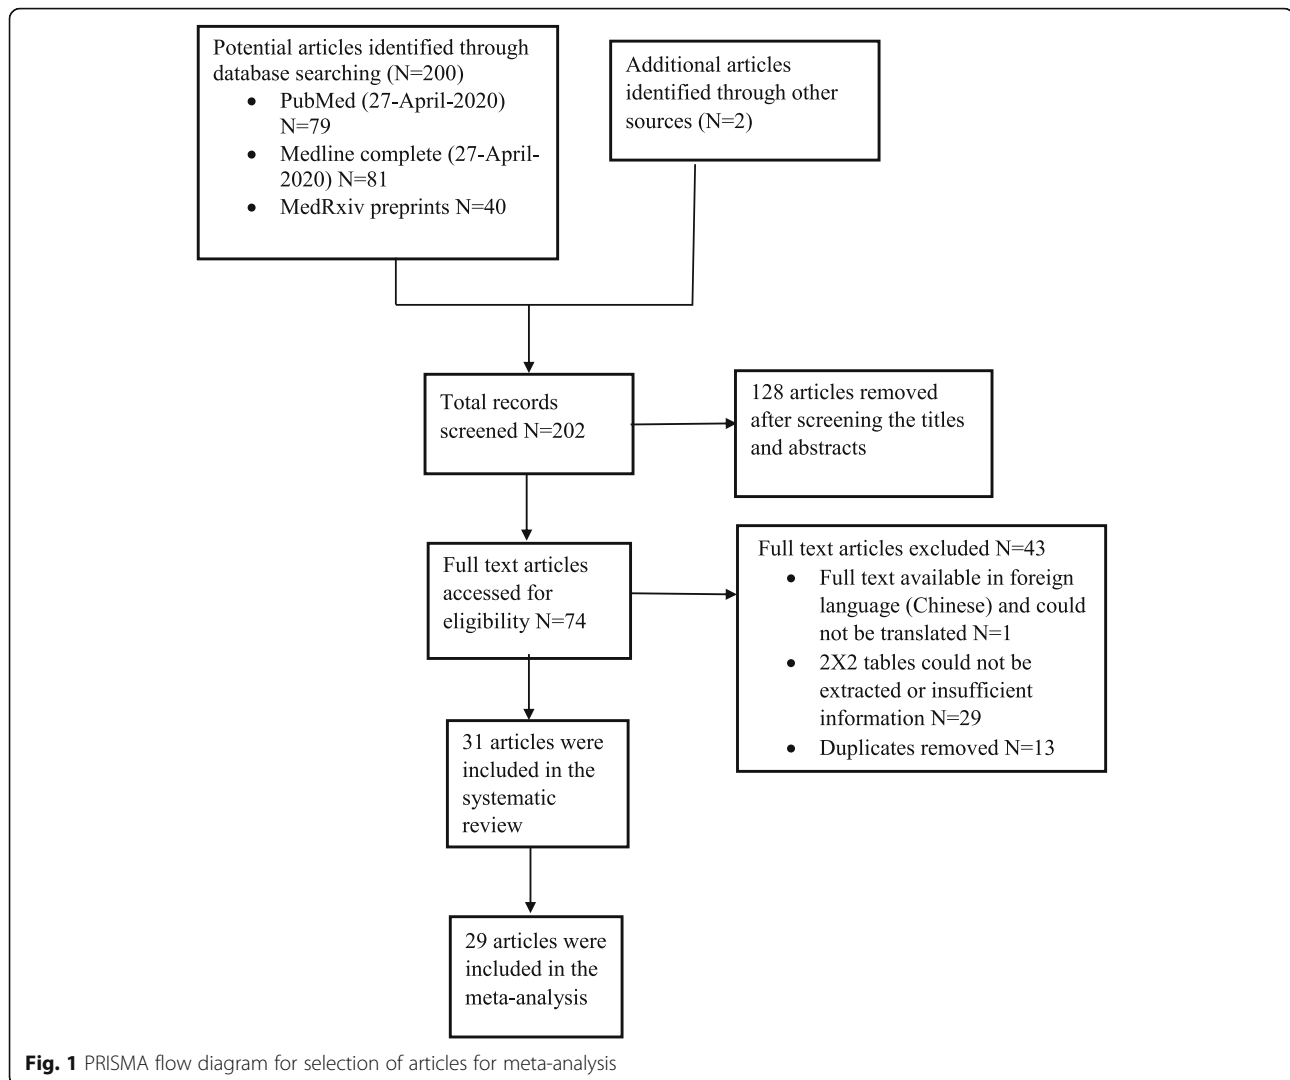 Potential articles identified through
database searching (N=200)
• PubMed (27-April-2020)
N=79
• Medline complete (27-April-
2020) N=81
• MedRxiv preprints N=40
Additional articles
identified through other
sources (N=2)
Total records
screened N=202
128 articles removed
after screening the titles
and abstracts
Full text articles
accessed for
eligibility N=74
Full text articles excluded N=43
• Full text available in foreign
language (Chinese) and could
not be translated N=1
• 2X2 tables could not be
extracted or insufficient
information N=29
• Duplicates removed N=13
31 articles were
included in the
systematic
review
29 articles were
included in the
meta-analysis
Fig. 1 PRISMA flow diagram for selection of articles for meta-analysis